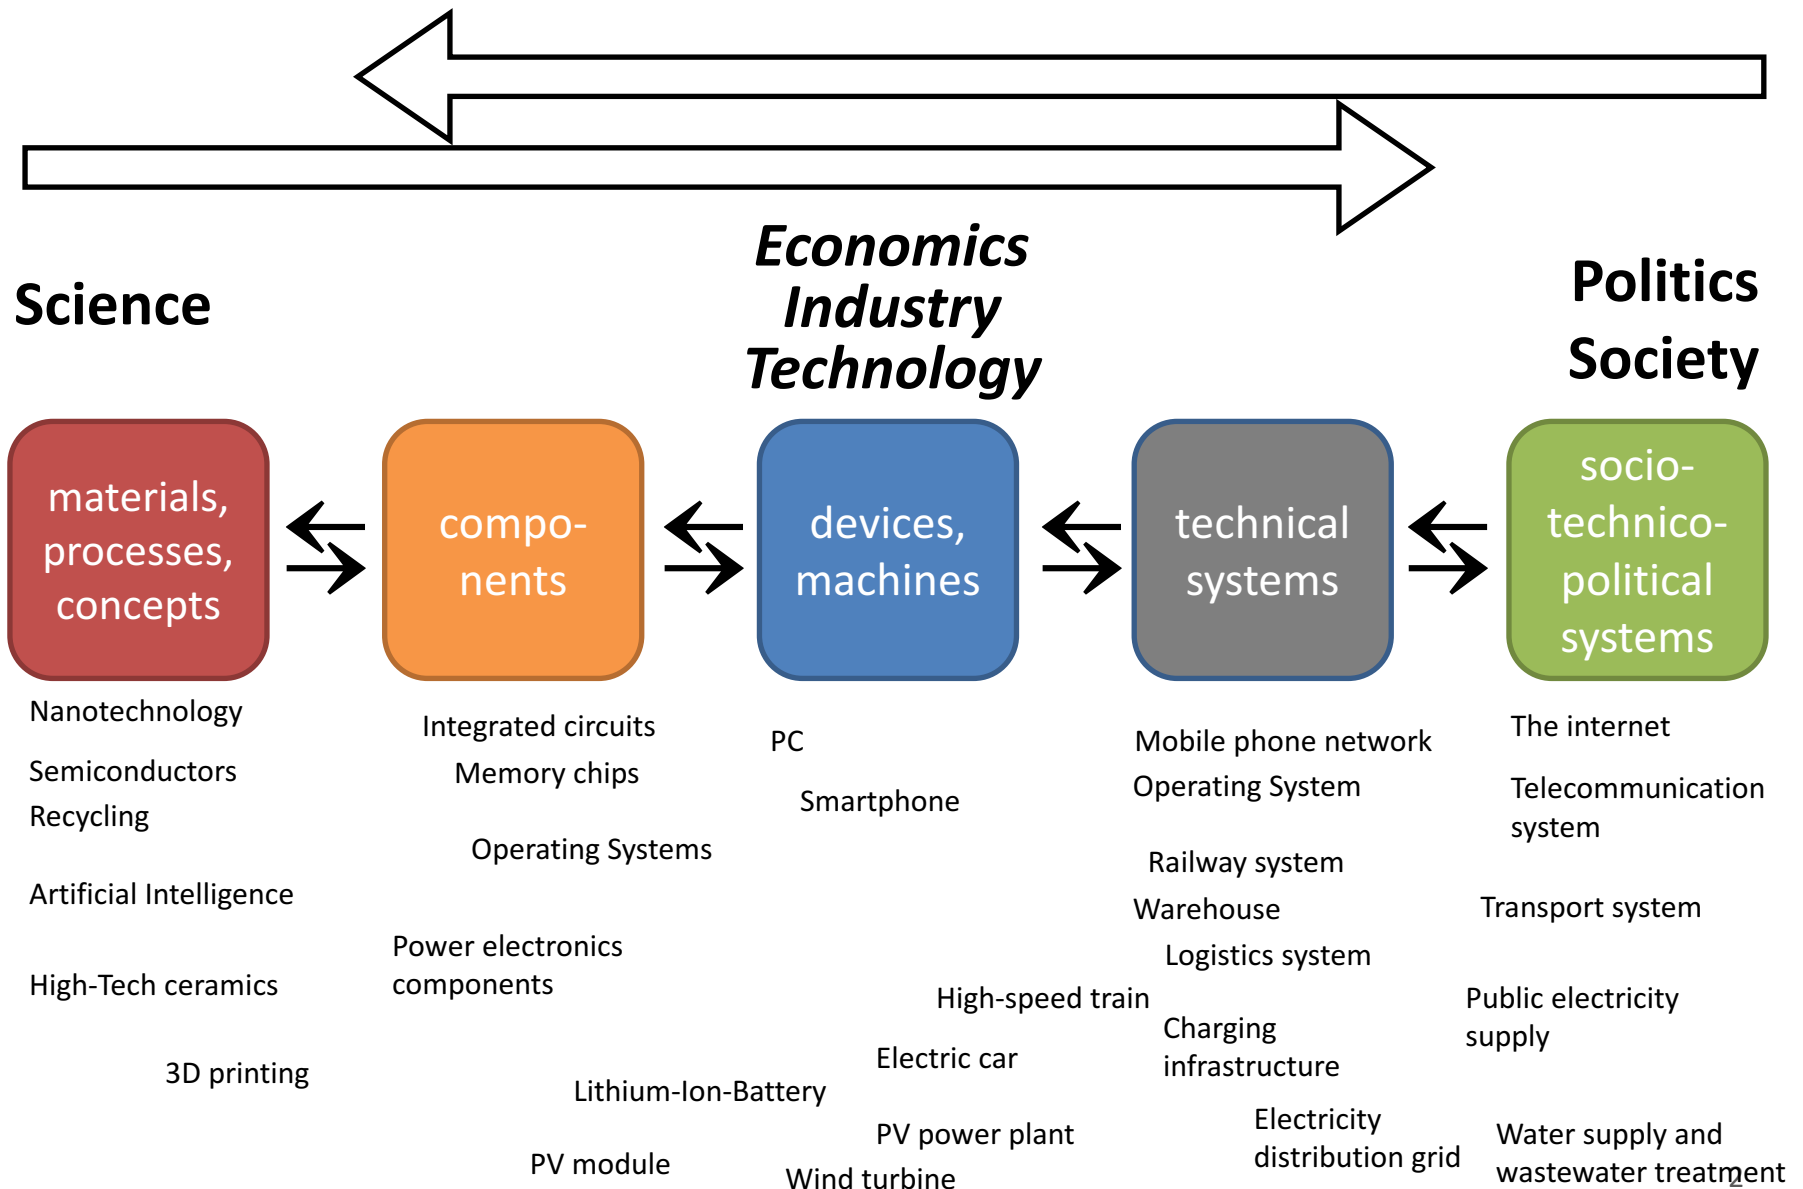 Economics
Industry
Technology
Science
Politics
Society
materials,
processes,
concepts
compo-
nents
devices,
machines
technical
systems
socio-
technico-
political
systems
Nanotechnology
Semiconductors
Recycling
Artificial Intelligence
High-Tech ceramics
3D printing
Integrated circuits
Memory chips
Operating Systems
Power electronics
components
Lithium-Ion-Battery
PV module
PC
Smartphone
High-speed train
Electric car
PV power plant
Wind turbine
Mobile phone network
Operating System
Railway system
Warehouse
Logistics system
Charging
infrastructure
Electricity
distribution grid
The internet
Telecommunication
system
Transport system
Public electricity
supply
Water supply and
wastewater treatment
2